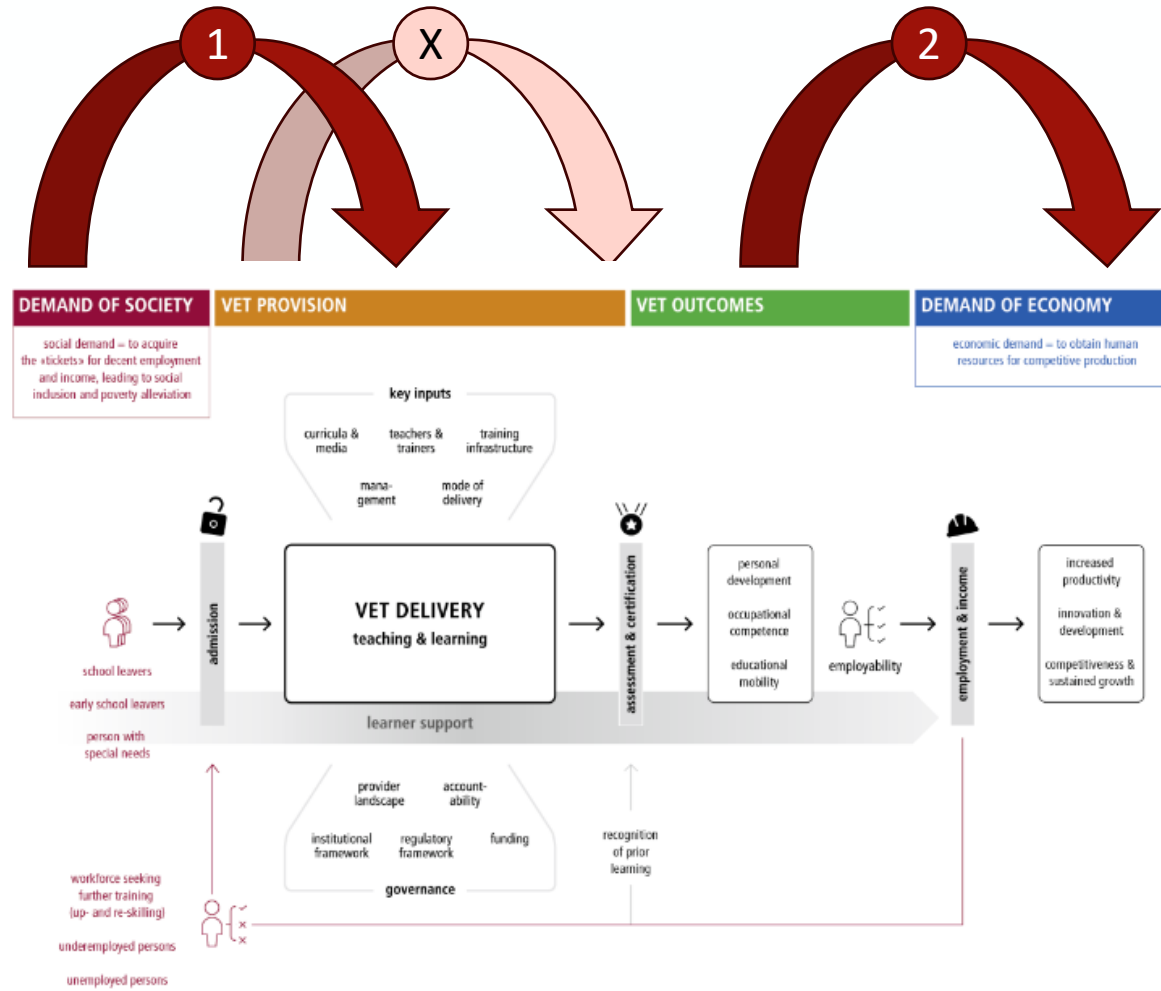 1
X
2
DEMAND OF SOCIETY
VET PROVISION
VET OUTCOMES
DEMAND OF ECONOMY
social demand = to acquire
the «tickets» for decent employment
and income, leading to social
inclusion and poverty alleviation
economic demand = to obtain human
resources for competitive production
key inputs
curricula &
media
teachers &
trainers
training
infrastructure
mana-
gement
mode of
delivery
admission
VET DELIVERY
teaching & learning
assessment & certification
personal
development
occupational
competence
educational
mobility
employability
employment & income
increased
productivity
innovation &
development
competitiveness &
sustained growth
school leavers
early school leavers
person with
special needs
learner support
provider
landscape
account-
ability
institutional
framework
regulatory
framework
funding
governance
recognition
of prior
learning
workforce seeking
further training
(up- and re-skilling)
underemployed persons
unemployed persons